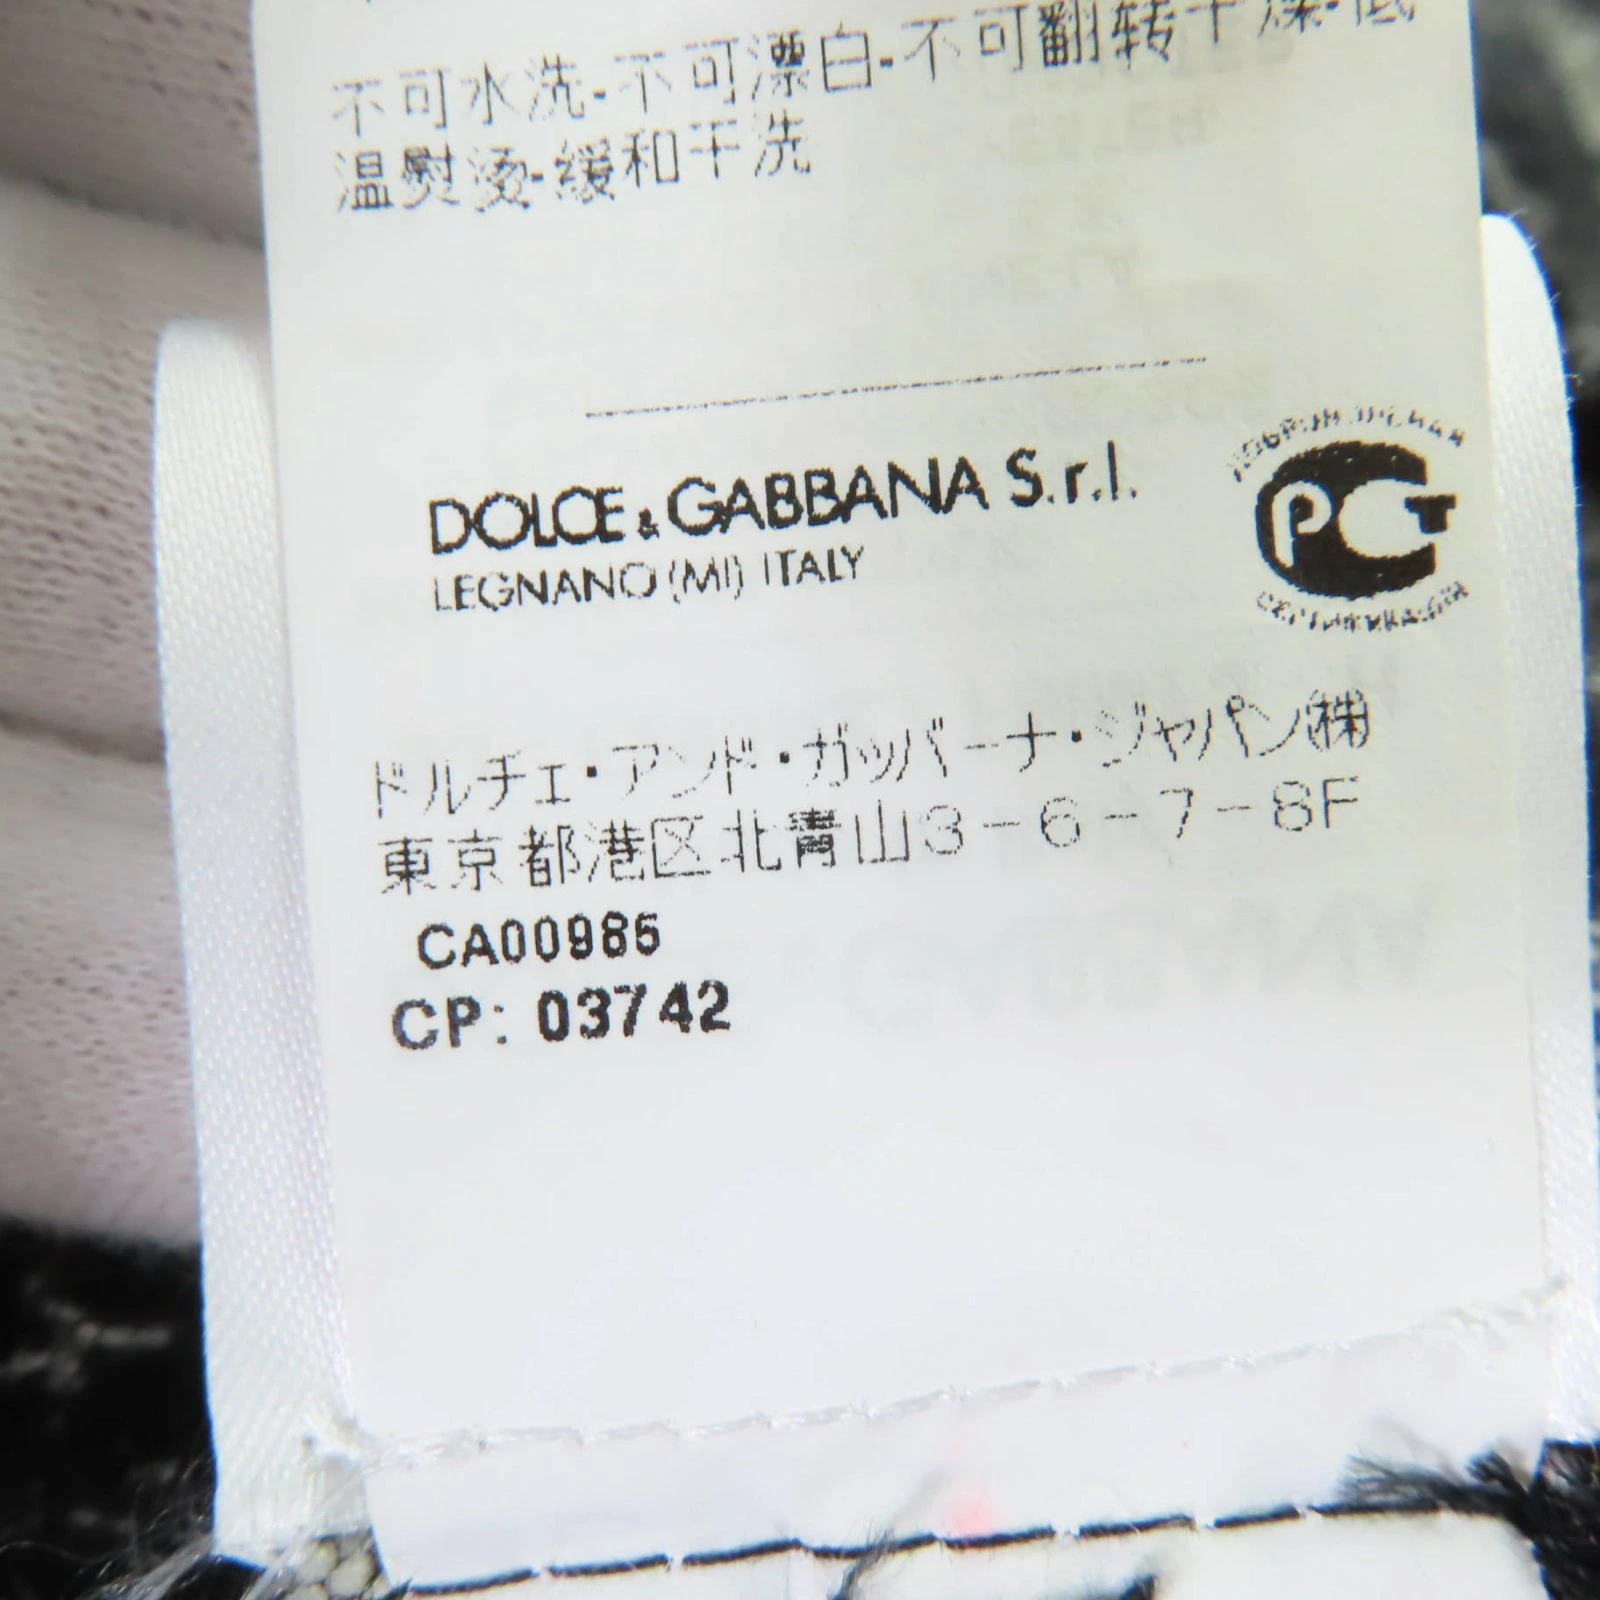 不可水洗-不可漂白-不可翻转干燥-低
温熨烫-缓和干洗
DOLCE & GABBANA S.r.l.
LEGNANO (MI) ITALY
ДОБРОВОЛЬНАЯ
РСТ
СЕРТИФИКАЦИЯ
ドルチェ・アンド・ガッバーナ・ジャパン(株)
東京都港区北青山3-6-7-8F
CA00985
CP: 03742